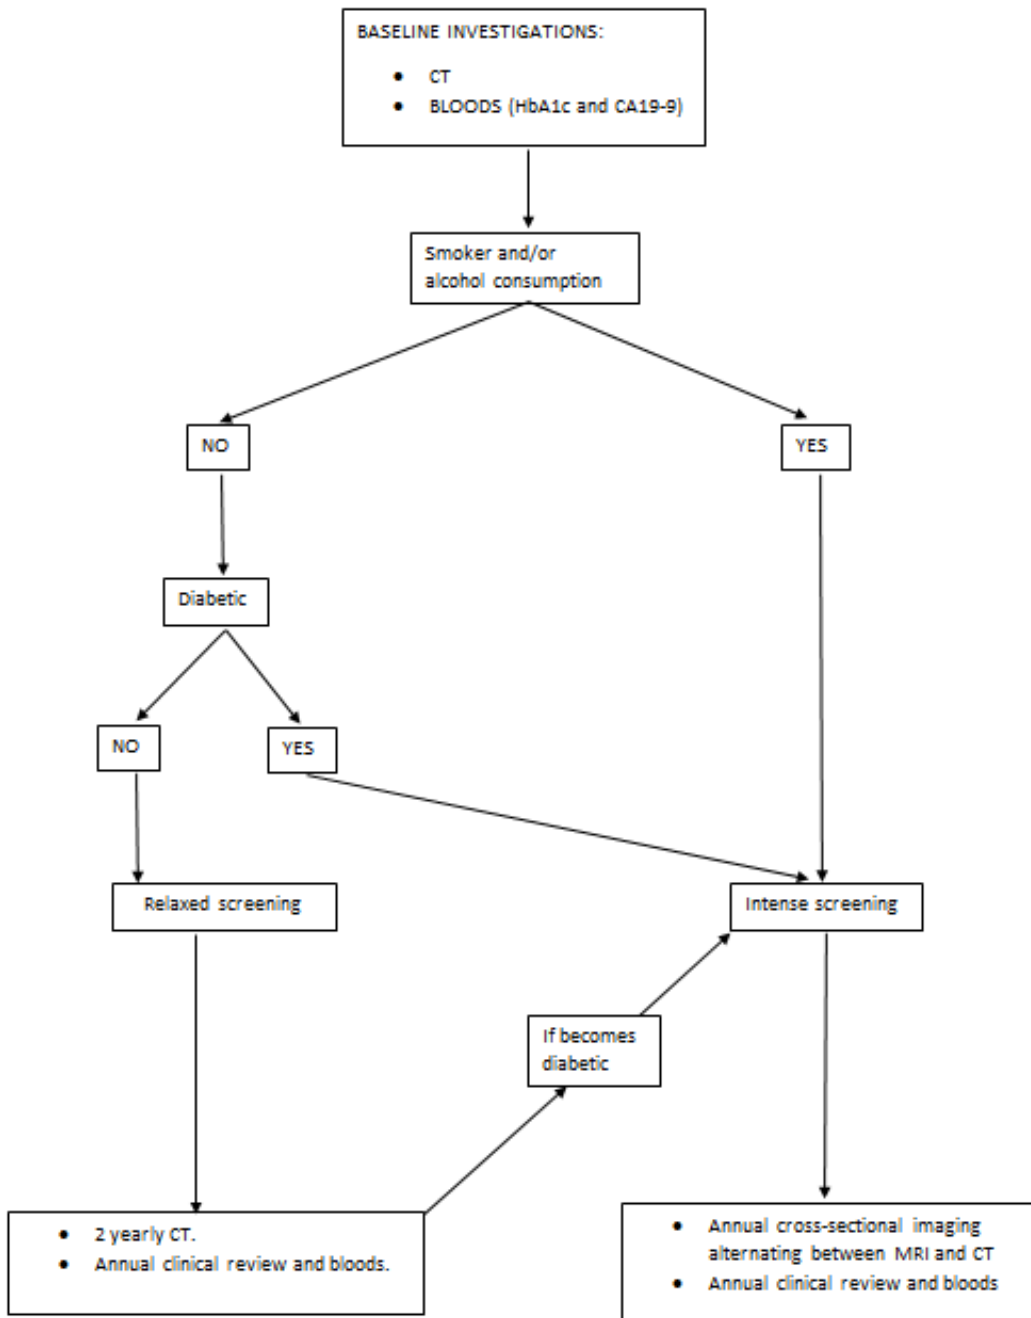 BASELINE INVESTIGATIONS:
• CT
• BLOODS (HbA1c and CA19-9)
Smoker and/or
alcohol consumption
NO
YES
Diabetic
NO
YES
Relaxed screening
Intense screening
If becomes
diabetic
• 2 yearly CT.
• Annual clinical review and bloods.
• Annual cross-sectional imaging
alternating between MRI and CT
• Annual clinical review and bloods